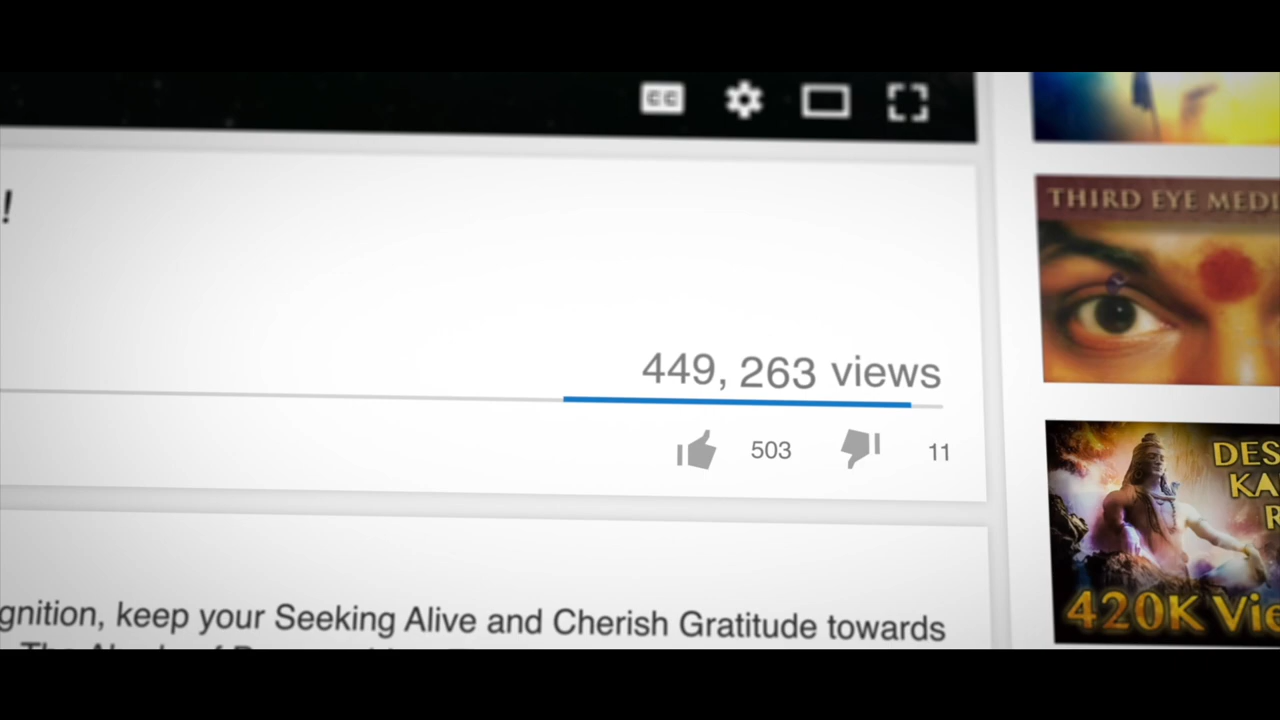 CC
!
449, 263 views
503 11
gnition, keep your Seeking Alive and Cherish Gratitude towards
THIRD EYE MEDI
DES
KA
R
420K Vie